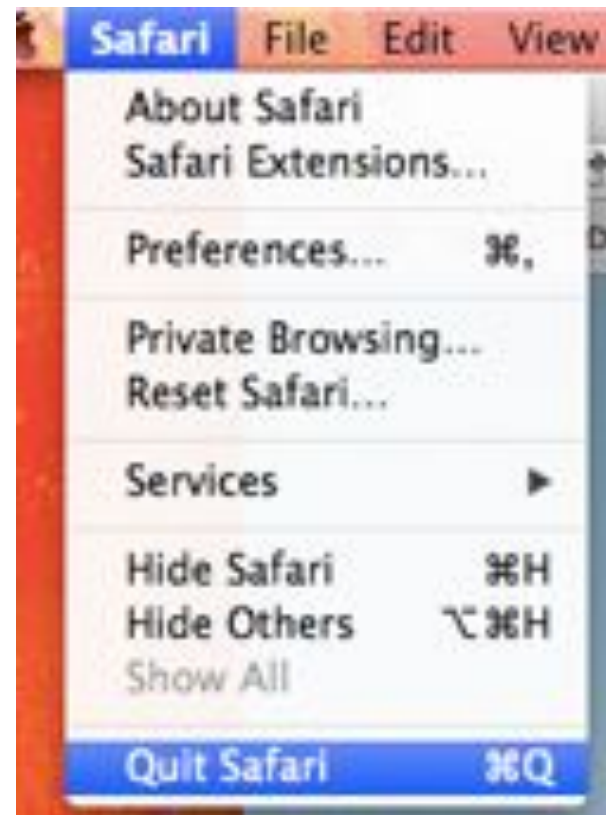 Safari File Edit View
About Safari
Safari Extensions...
Preferences... ⌘,
Private Browsing...
Reset Safari...
Services ▶
Hide Safari ⌘H
Hide Others ⌥⌘H
Show All
Quit Safari ⌘Q